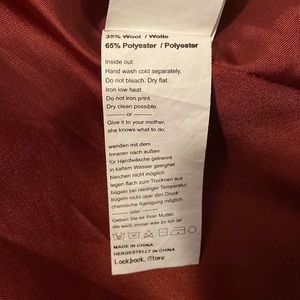 35% Wool / Wolle
65% Polyester / Polyester
Inside out.
Hand wash cold separately.
Do not bleach. Dry flat.
Iron low heat.
Do not iron print.
Dry clean possible.
---------- or ----------
Give it to your mother,
she knows what to do.
wenden mit dem
inneren nach außen
für Handwäsche getrennt
in kaltem Wasser geeignet
bleichen nicht möglich
legen flach zum Trocknen aus
bügeln bei niedriger Temperatur
bügeln nicht über den Druck
chemische Reinigung möglich
---------- oder ----------
Geben Sie es Ihrer Mutter,
die weiß immer was zu tun ist
MADE IN CHINA
HERGESTELLT IN CHINA
Lookbook Store